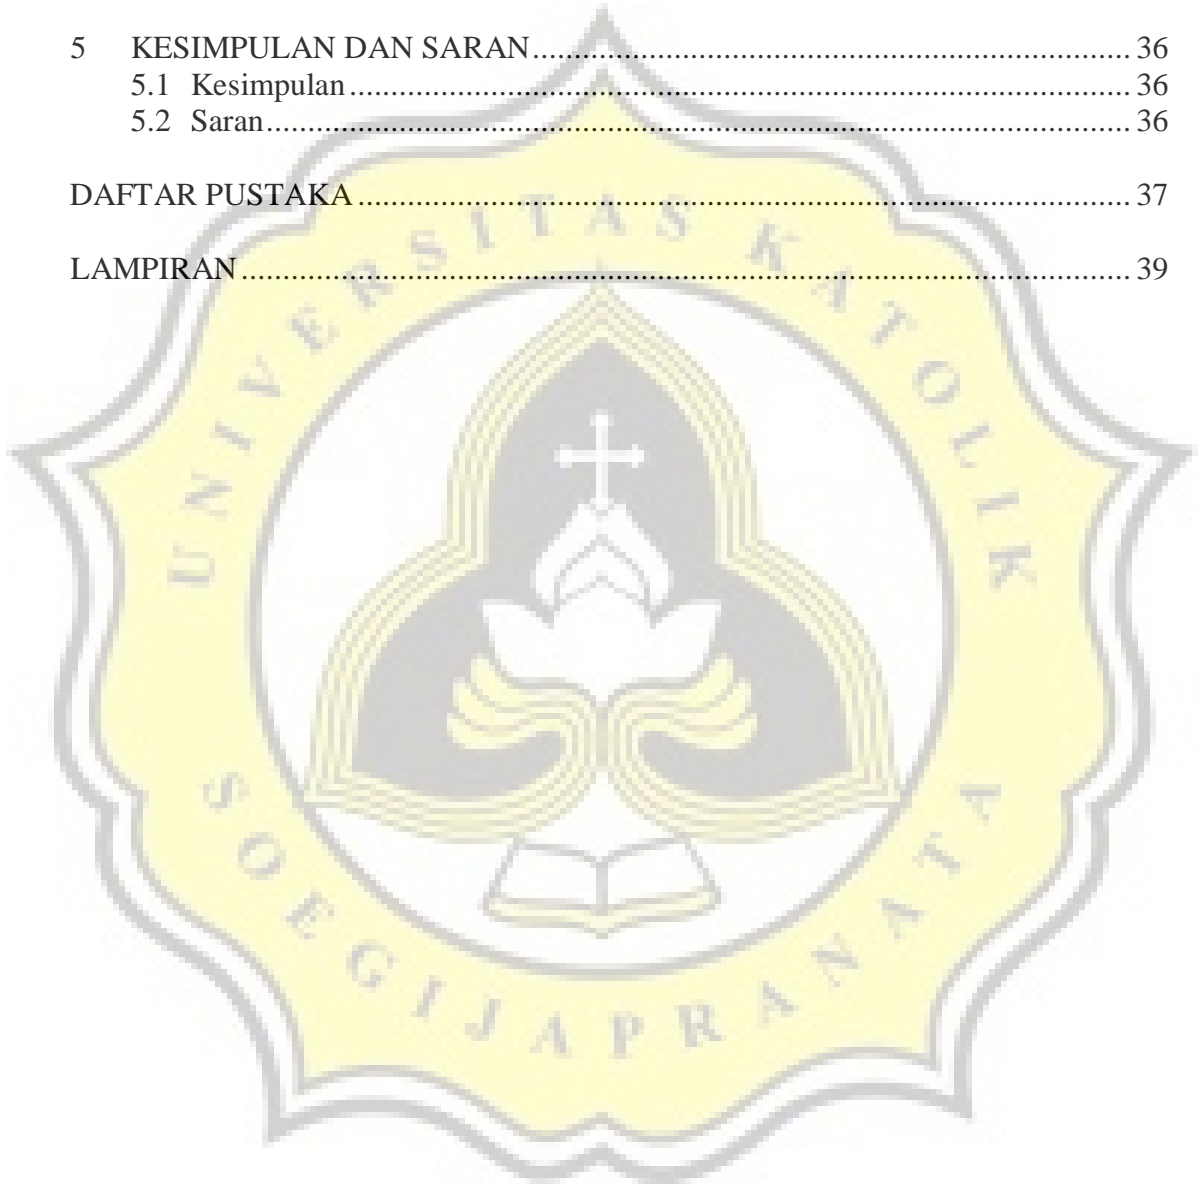 5 KESIMPULAN DAN SARAN ........ 36
5.1 Kesimpulan ........ 36
5.2 Saran ........ 36
DAFTAR PUSTAKA ........ 37
LAMPIRAN ........ 39
UNIVERSITAS KATOLIK
SOEGIJAPRANATA